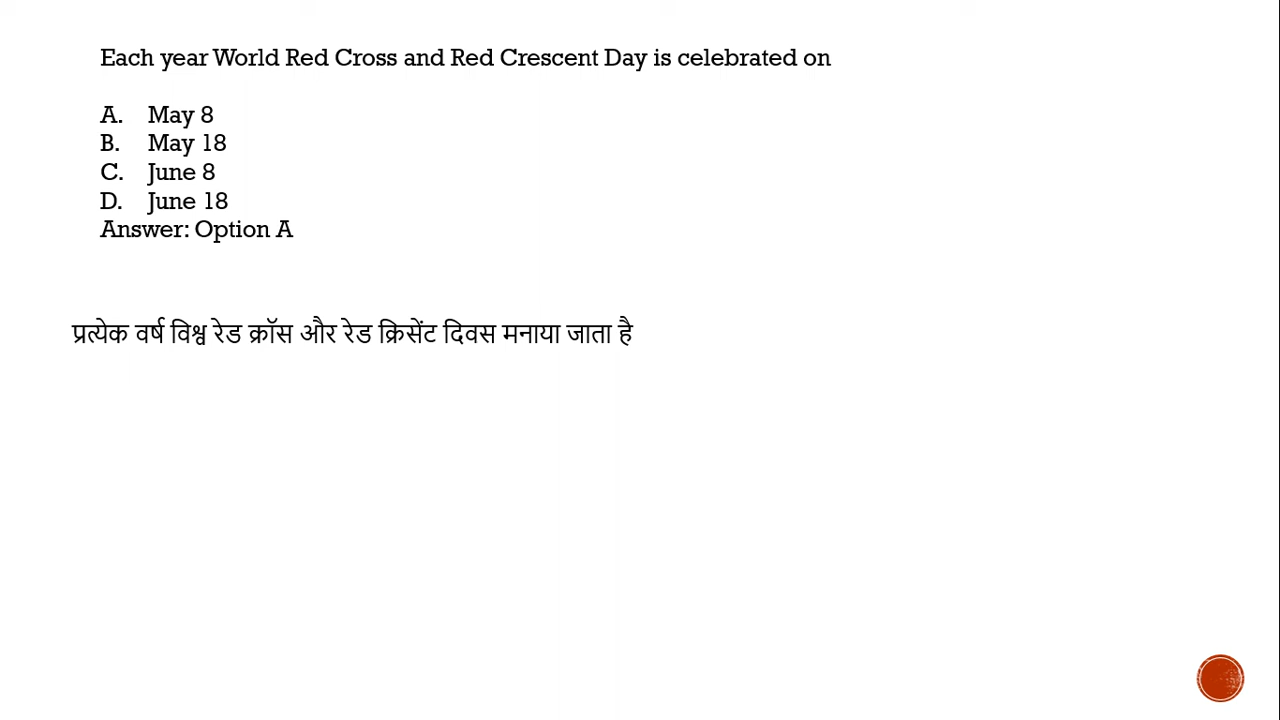 Each year World Red Cross and Red Crescent Day is celebrated on
A. May 8
B. May 18
C. June 8
D. June 18
Answer: Option A
प्रत्येक वर्ष विश्व रेड क्रॉस और रेड क्रिसेंट दिवस मनाया जाता है